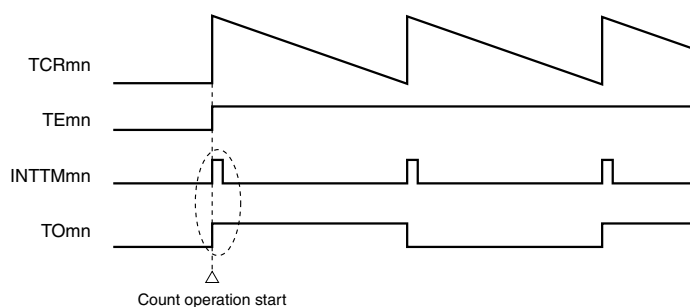 TCRmn
TEmn
INTTMmn
TOmn
Count operation start